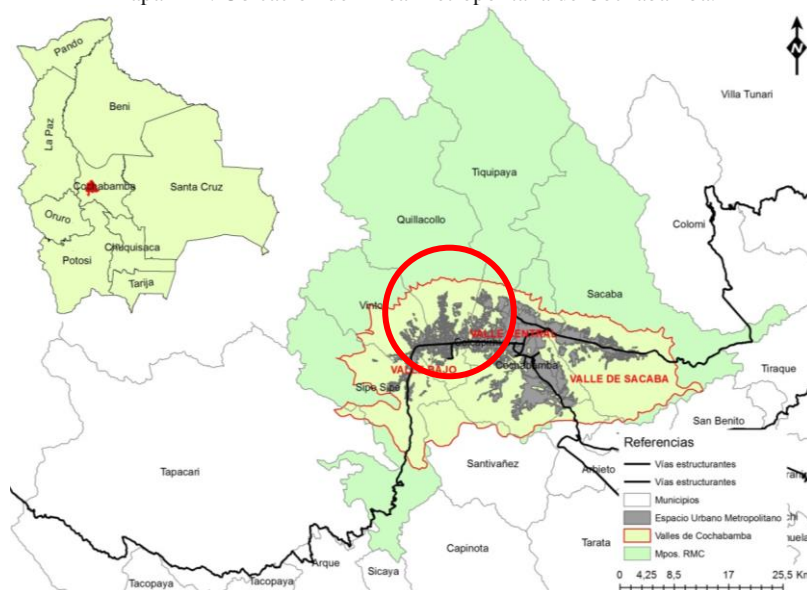 Pando
Beni
La Paz
Cochabamba
Santa Cruz
Oruro
Chuquisaca
Potosi
Tarija
N
Villa Tunari
Tiquipaya
Quillacollo
Colomi
Sacaba
Vinto
VALLE CENTRAL
VALLE BAJO
Cochabamba
VALLE DE SACABA
Tiraque
Sipe Sipe
San Benito
Tapacari
Santivañez
Arbieto
Tarata
Capinota
Arque
Sicaya
Tacopaya
Tacopaya
Referencias
Vías estructurantes
Vías estructurantes
Municipios
Espacio Urbano Metropolitano
Valles de Cochabamba
Mpos. RMC
0 4,25 8,5 17 25,5